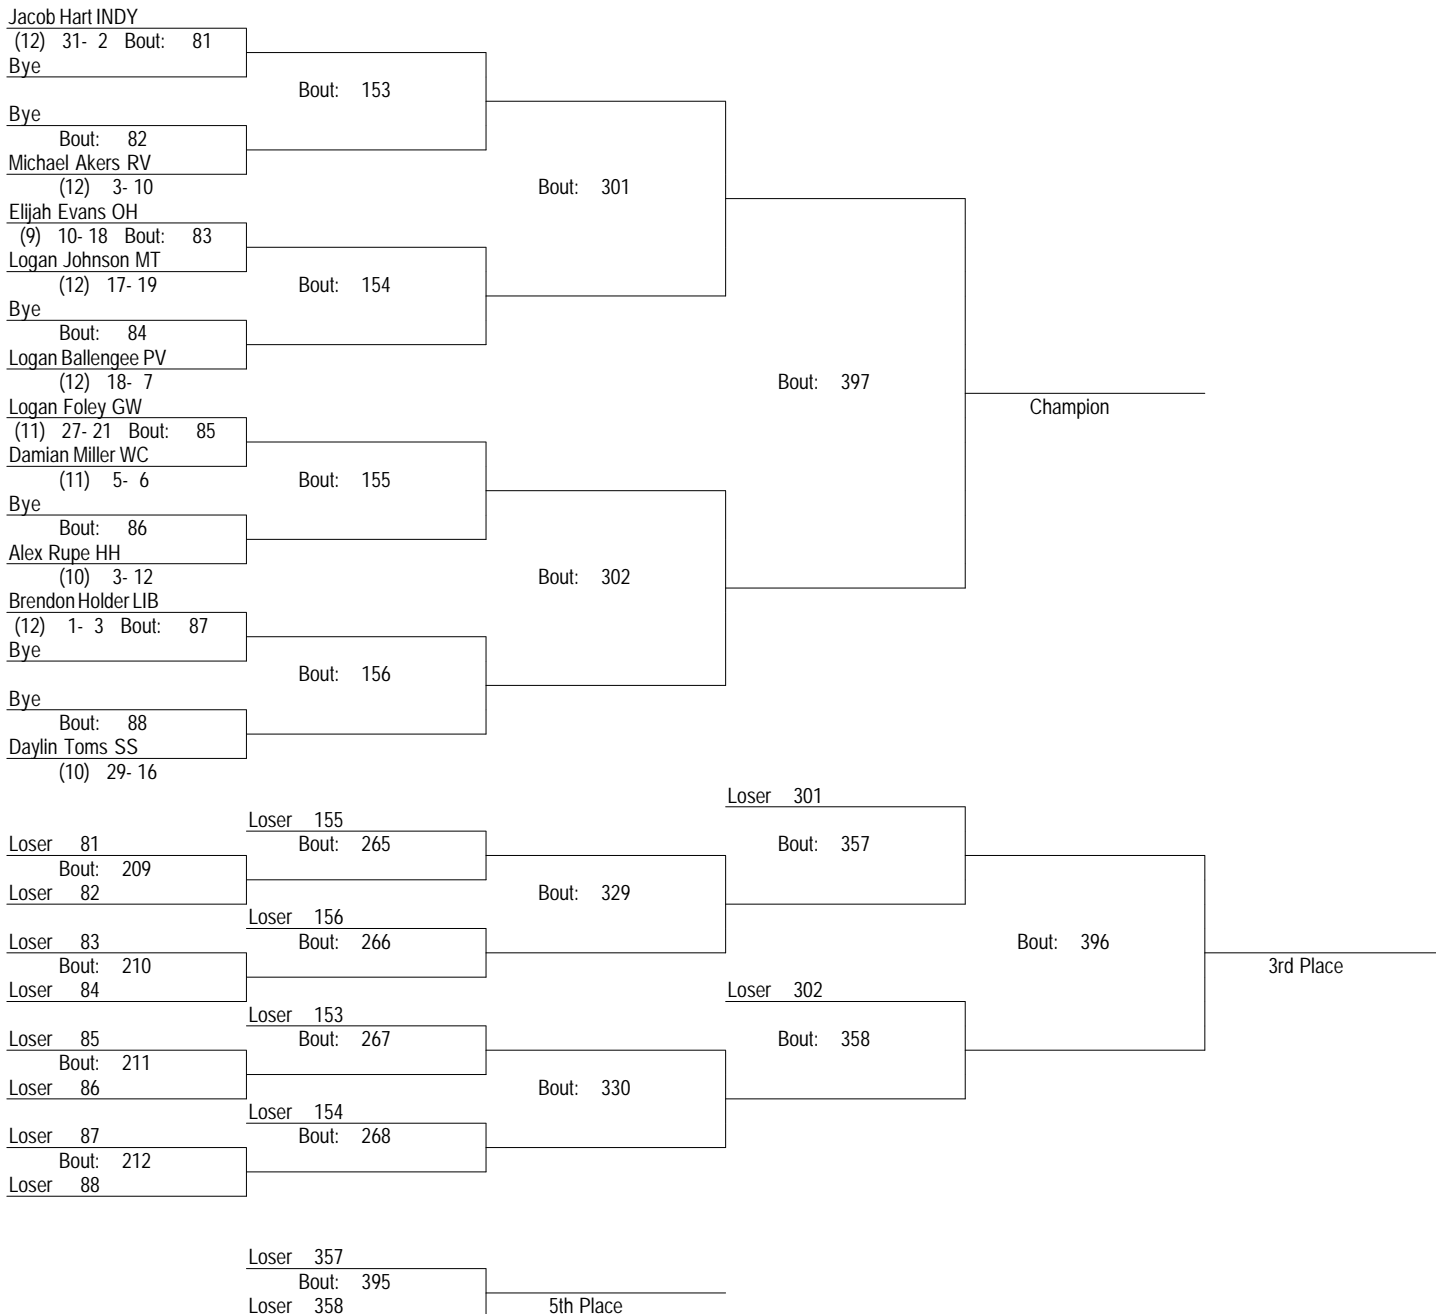 Jacob Hart INDY
(12) 31- 2 Bout: 81
Bye
Bout: 153
Bye
Bout: 82
Michael Akers RV
(12) 3- 10
Bout: 301
Elijah Evans OH
(9) 10- 18 Bout: 83
Logan Johnson MT
(12) 17- 19
Bout: 154
Bye
Bout: 84
Logan Ballengee PV
(12) 18- 7
Bout: 397
Logan Foley GW
Champion
(11) 27- 21 Bout: 85
Damian Miller WC
(11) 5- 6
Bout: 155
Bye
Bout: 86
Alex Rupe HH
(10) 3- 12
Bout: 302
Brendon Holder LIB
(12) 1- 3 Bout: 87
Bye
Bout: 156
Bye
Bout: 88
Daylin Toms SS
(10) 29- 16
Loser 301
Loser 155
Loser 81
Bout: 265
Bout: 357
Bout: 209
Loser 82
Bout: 329
Loser 156
Loser 83
Bout: 266
Bout: 396
Bout: 210
3rd Place
Loser 84
Loser 302
Loser 153
Loser 85
Bout: 267
Bout: 358
Bout: 211
Loser 86
Bout: 330
Loser 154
Loser 87
Bout: 268
Bout: 212
Loser 88
Loser 357
Bout: 395
Loser 358
5th Place